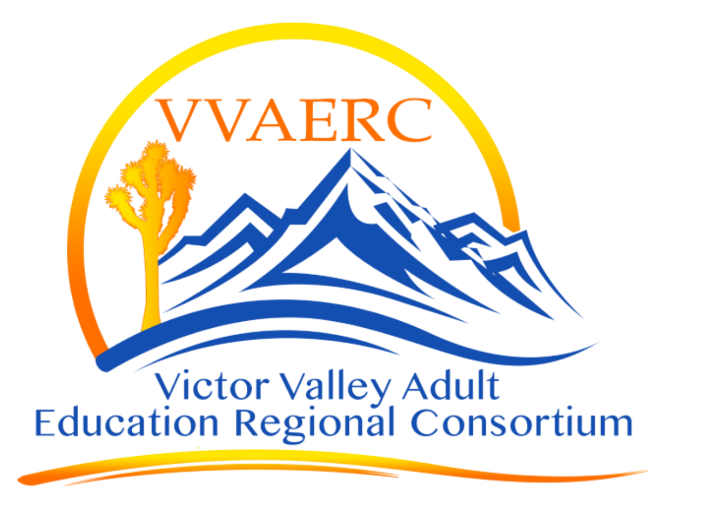 VVAERC
Victor Valley Adult
Education Regional Consortium